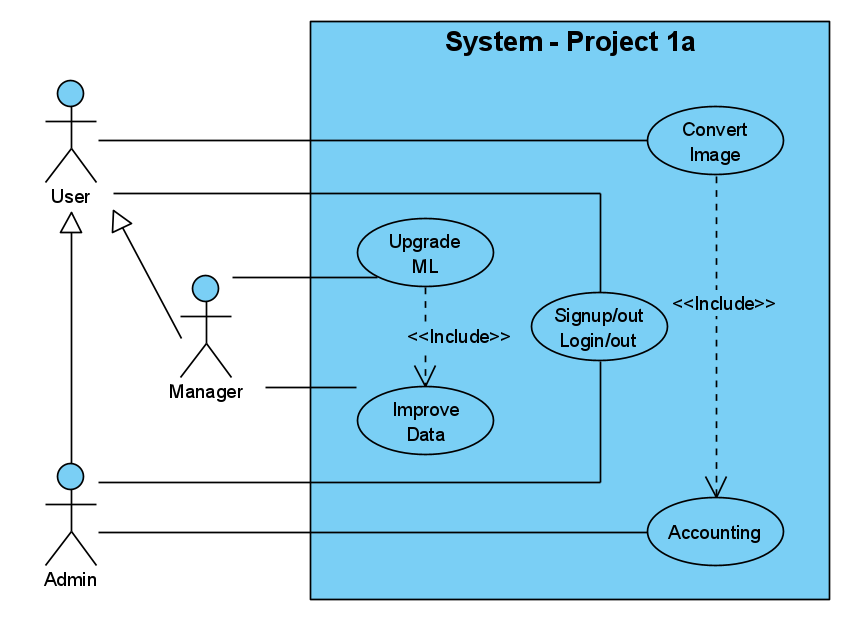 System - Project 1a
Convert
Image
User
Upgrade
ML
<<Include>>
Signup/out
Login/out
<<Include>>
Manager
Improve
Data
Accounting
Admin